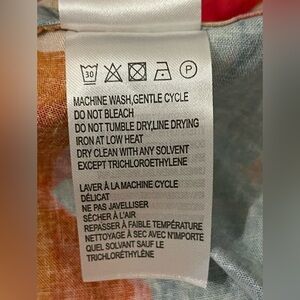 30 P
MACHINE WASH,GENTLE CYCLE
DO NOT BLEACH
DO NOT TUMBLE DRY,LINE DRYING
IRON AT LOW HEAT
DRY CLEAN WITH ANY SOLVENT
EXCEPT TRICHLOROETHYLENE
LAVER À LA MACHINE CYCLE
DÉLICAT
NE PAS JAVELLISER
SÉCHER À L'AIR
REPASSER À FAIBLE TEMPÉRATURE
NETTOYAGE À SEC AVEC N'IMPORTE
QUEL SOLVANT SAUF LE
TRICHLORÉTHYLÈNE